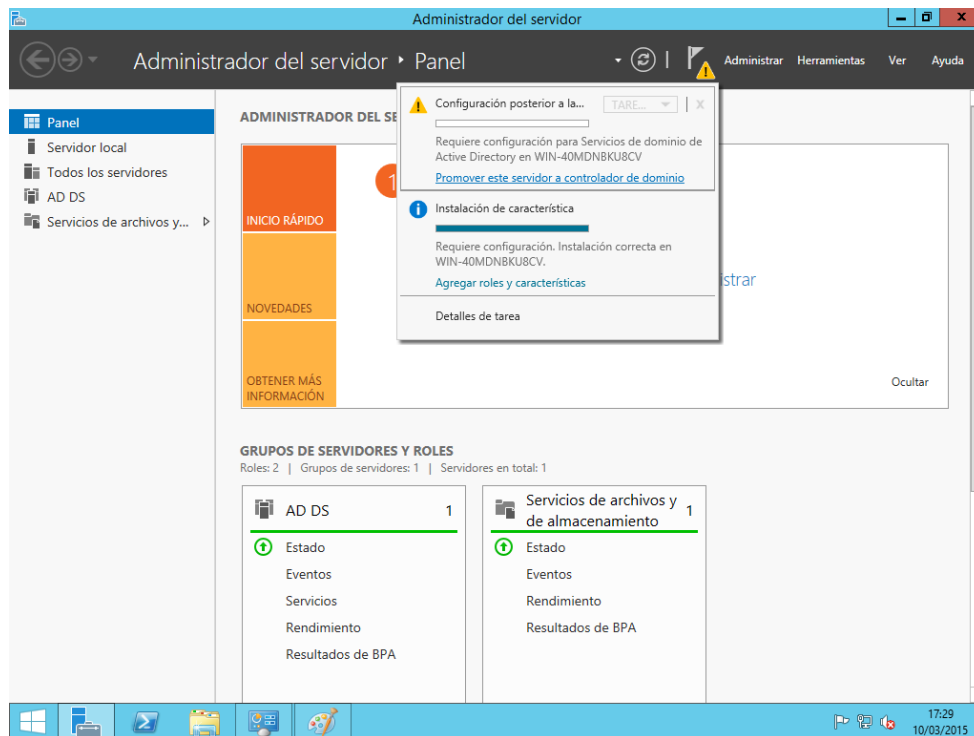 Administrador del servidor
Administrador del servidor ‣ Panel
Administrar Herramientas Ver Ayuda
Panel
Servidor local
Todos los servidores
AD DS
Servicios de archivos y...
ADMINISTRADOR DEL SE
INICIO RÁPIDO
NOVEDADES
OBTENER MÁS
INFORMACIÓN
1
Configuración posterior a la... TARE... X
Requiere configuración para Servicios de dominio de
Active Directory en WIN-40MDNBKU8CV
Promover este servidor a controlador de dominio
Instalación de característica
Requiere configuración. Instalación correcta en
WIN-40MDNBKU8CV.
Agregar roles y características
Detalles de tarea
istrar
Ocultar
GRUPOS DE SERVIDORES Y ROLES
Roles: 2 | Grupos de servidores: 1 | Servidores en total: 1
AD DS 1
Estado
Eventos
Servicios
Rendimiento
Resultados de BPA
Servicios de archivos y
de almacenamiento 1
Estado
Eventos
Rendimiento
Resultados de BPA
17:29
10/03/2015